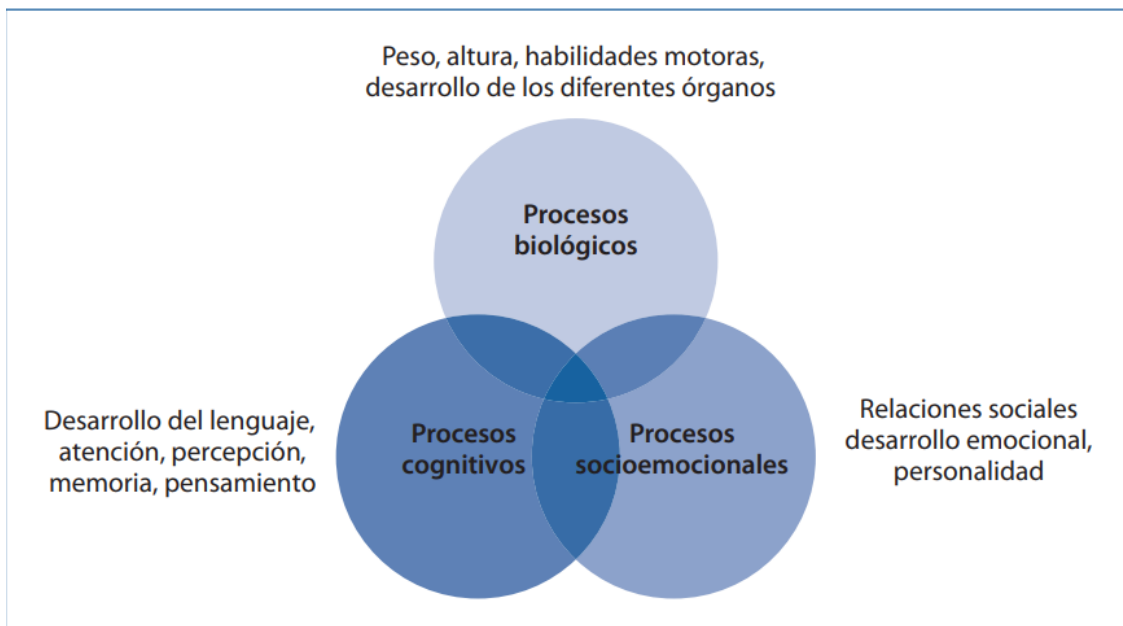 Peso, altura, habilidades motoras,
desarrollo de los diferentes órganos
Procesos
biológicos
Desarrollo del lenguaje,
atención, percepción,
memoria, pensamiento
Procesos
cognitivos
Procesos
socioemocionales
Relaciones sociales
desarrollo emocional,
personalidad